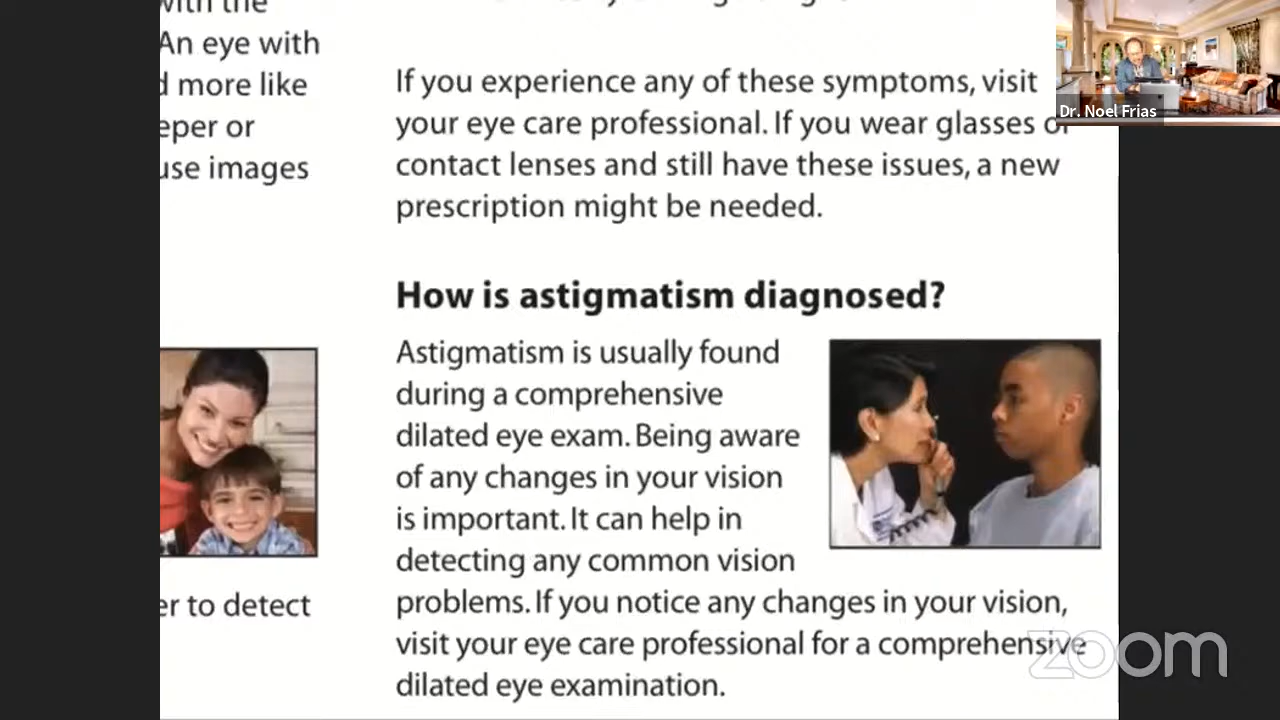 with the
An eye with
more like
or
images
er to detect
If you experience any of these symptoms, visit
your eye care professional. If you wear glasses or
contact lenses and still have these issues, a new
prescription might be needed.
How is astigmatism diagnosed?
Astigmatism is usually found
during a comprehensive
dilated eye exam. Being aware
of any changes in your vision
is important. It can help in
detecting any common vision
problems. If you notice any changes in your vision,
visit your eye care professional for a comprehensive
dilated eye examination.
Dr. Noel Frias
zoom